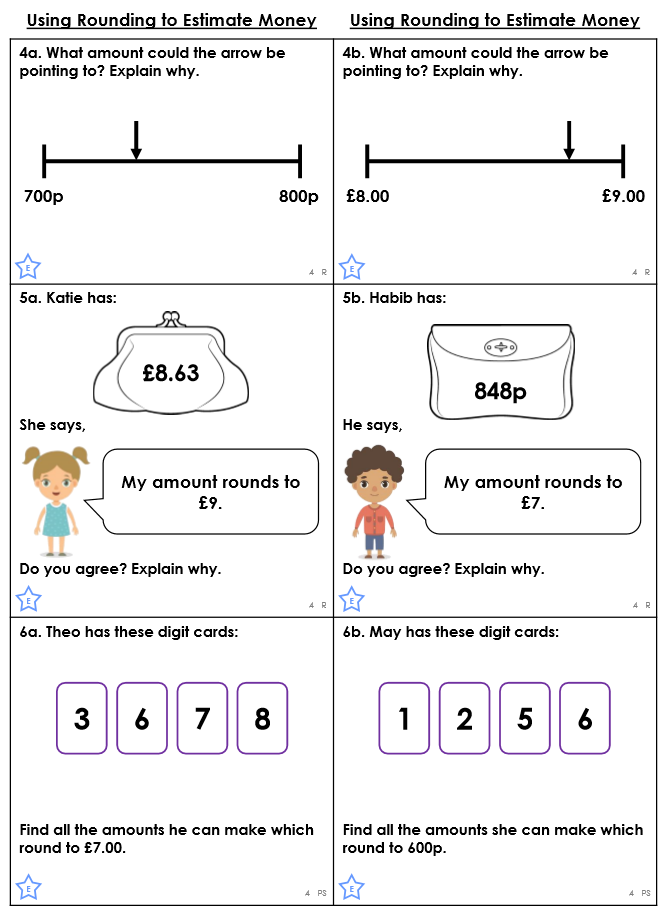 Using Rounding to Estimate Money
4a. What amount could the arrow be
pointing to? Explain why.
700p
800p
E
4 R
5a. Katie has:
£8.63
She says,
My amount rounds to
£9.
Do you agree? Explain why.
E
4 R
6a. Theo has these digit cards:
3 6 7 8
Find all the amounts he can make which
round to £7.00.
E
4 PS
Using Rounding to Estimate Money
4b. What amount could the arrow be
pointing to? Explain why.
£8.00
£9.00
E
4 R
5b. Habib has:
848p
He says,
My amount rounds to
£7.
Do you agree? Explain why.
E
4 R
6b. May has these digit cards:
1 2 5 6
Find all the amounts she can make which
round to 600p.
E
4 PS